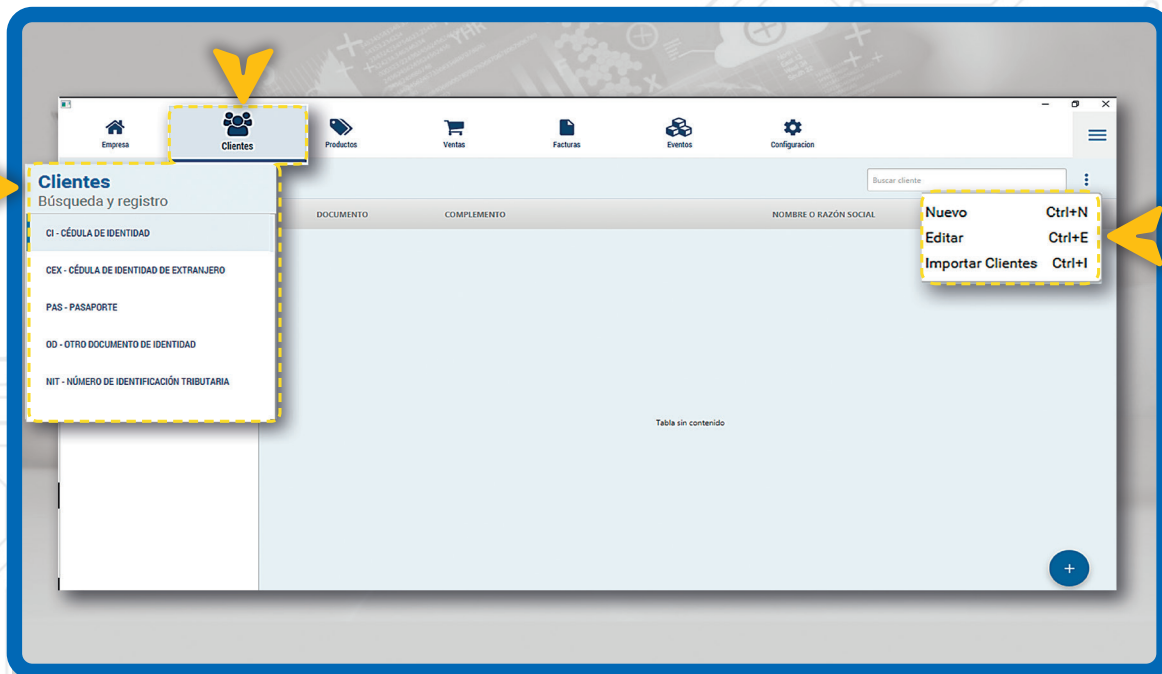 Empresa
Clientes
Productos
Ventas
Facturas
Eventos
Configuracion
Clientes
Búsqueda y registro
Buscar cliente
DOCUMENTO
COMPLEMENTO
NOMBRE O RAZÓN SOCIAL
Nuevo Ctrl+N
Editar Ctrl+E
Importar Clientes Ctrl+I
CI - CÉDULA DE IDENTIDAD
CEX - CÉDULA DE IDENTIDAD DE EXTRANJERO
PAS - PASAPORTE
OD - OTRO DOCUMENTO DE IDENTIDAD
NIT - NÚMERO DE IDENTIFICACIÓN TRIBUTARIA
Tabla sin contenido
+